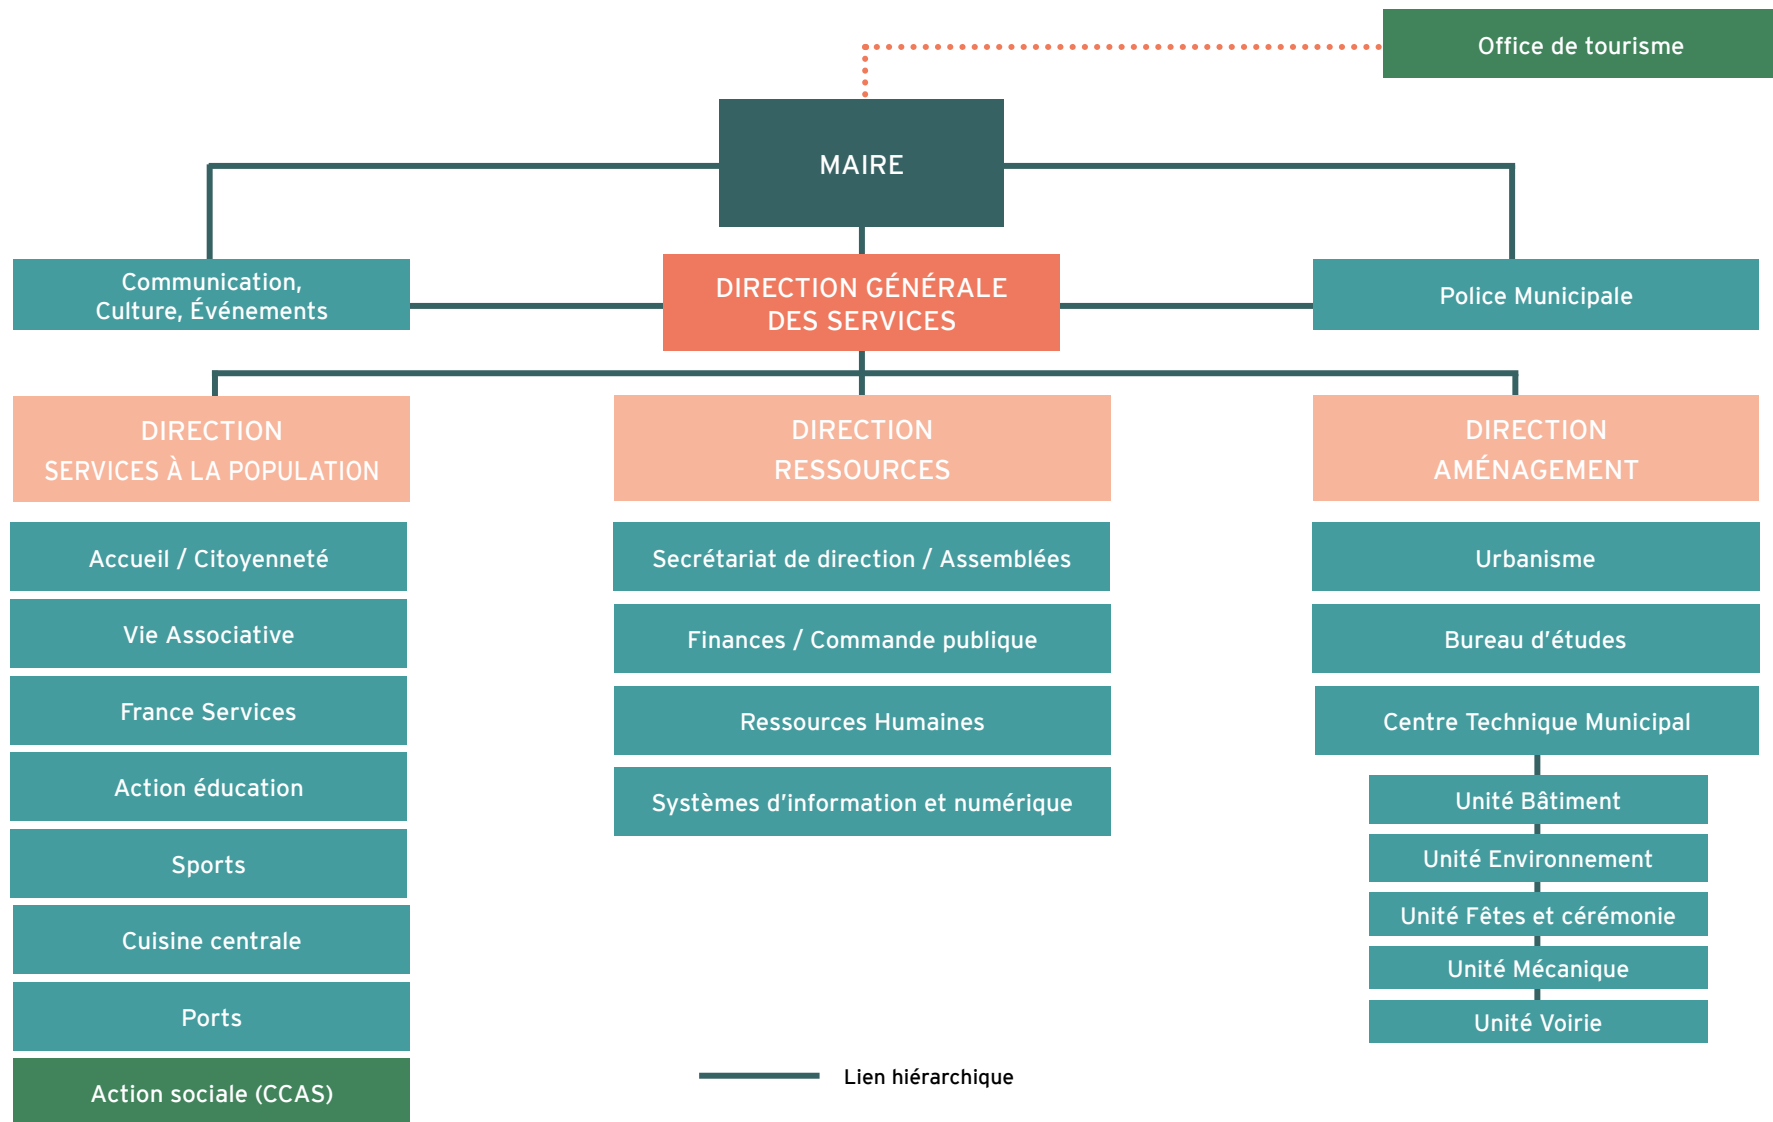 Office de tourisme
MAIRE
Communication,
Culture, Événements
DIRECTION GÉNÉRALE
DES SERVICES
Police Municipale
DIRECTION
SERVICES À LA POPULATION
DIRECTION
RESSOURCES
DIRECTION
AMÉNAGEMENT
Accueil / Citoyenneté
Vie Associative
France Services
Action éducation
Sports
Cuisine centrale
Ports
Action sociale (CCAS)
Secrétariat de direction / Assemblées
Finances / Commande publique
Ressources Humaines
Systèmes d’information et numérique
Urbanisme
Bureau d’études
Centre Technique Municipal
Unité Bâtiment
Unité Environnement
Unité Fêtes et cérémonie
Unité Mécanique
Unité Voirie
Lien hiérarchique